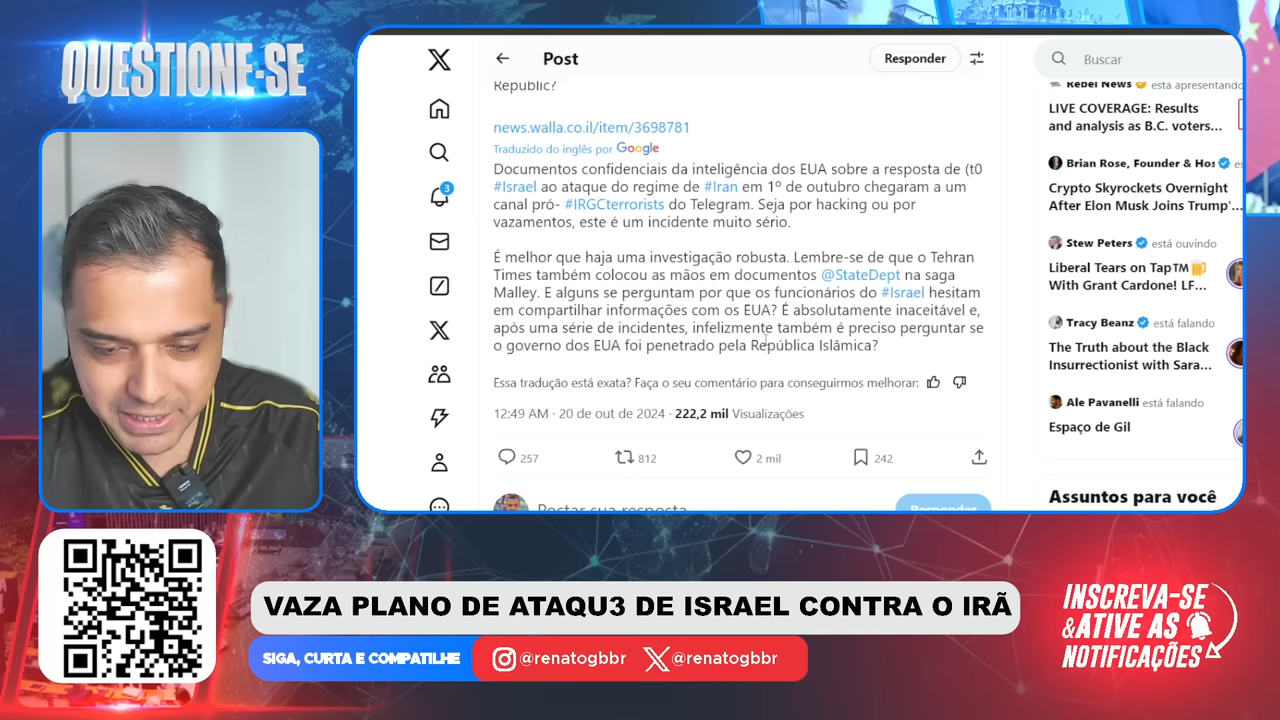 QUESTIONE-SE
Post
Responder
Republic?
news.walla.co.il/item/3698781
Traduzido do inglês por Google
Documentos confidenciais da inteligência dos EUA sobre a resposta de (t0
#Israel ao ataque do regime de #Iran em 1º de outubro chegaram a um
canal pró- #IRGCterrorists do Telegram. Seja por hacking ou por
vazamentos, este é um incidente muito sério.
É melhor que haja uma investigação robusta. Lembre-se de que o Tehran
Times também colocou as mãos em documentos @StateDept na saga
Malley. E alguns se perguntam por que os funcionários do #Israel hesitam
em compartilhar informações com os EUA? É absolutamente inaceitável e,
após uma série de incidentes, infelizmente também é preciso perguntar se
o governo dos EUA foi penetrado pela República Islâmica?
Essa tradução está exata? Faça o seu comentário para conseguirmos melhorar:
12:49 AM · 20 de out de 2024 · 222,2 mil Visualizações
257 812 2 mil 242
Postar sua resposta
Responder
3
Buscar
Rebel News está apresentando
LIVE COVERAGE: Results
and analysis as B.C. voters...
Brian Rose, Founder & Hos
Crypto Skyrockets Overnight
After Elon Musk Joins Trump'...
Stew Peters está ouvindo
Liberal Tears on Tap™🍺
With Grant Cardone! LF...
Tracy Beanz está falando
The Truth about the Black
Insurrectionist with Sara...
Ale Pavanelli está falando
Espaço de Gil
Assuntos para você
VAZA PLANO DE ATAQU3 DE ISRAEL CONTRA O IRÃ
SIGA, CURTA E COMPATILHE
@renatogbbr
@renatogbbr
INSCREVA-SE
&ATIVE AS
NOTIFICAÇÕES